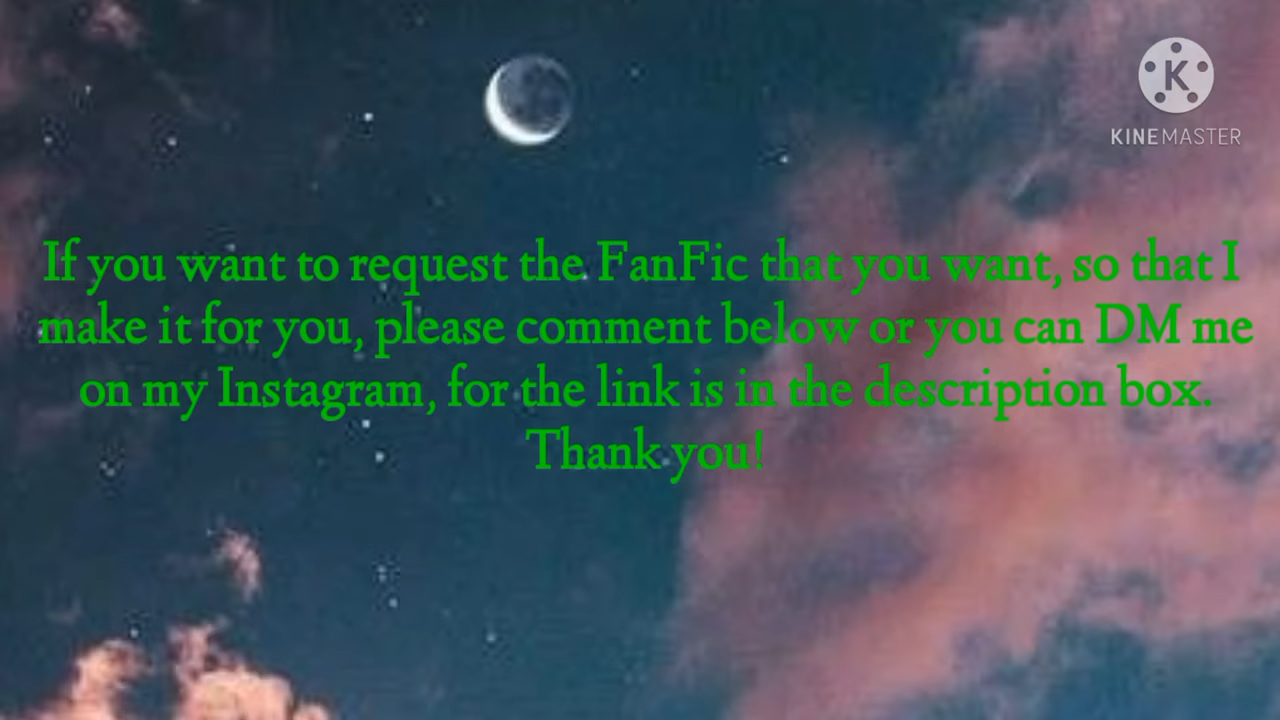 K
KINEMASTER
If you want to request the FanFic that you want, so that I
make it for you, please comment below or you can DM me
on my Instagram, for the link is in the description box.
Thank you!